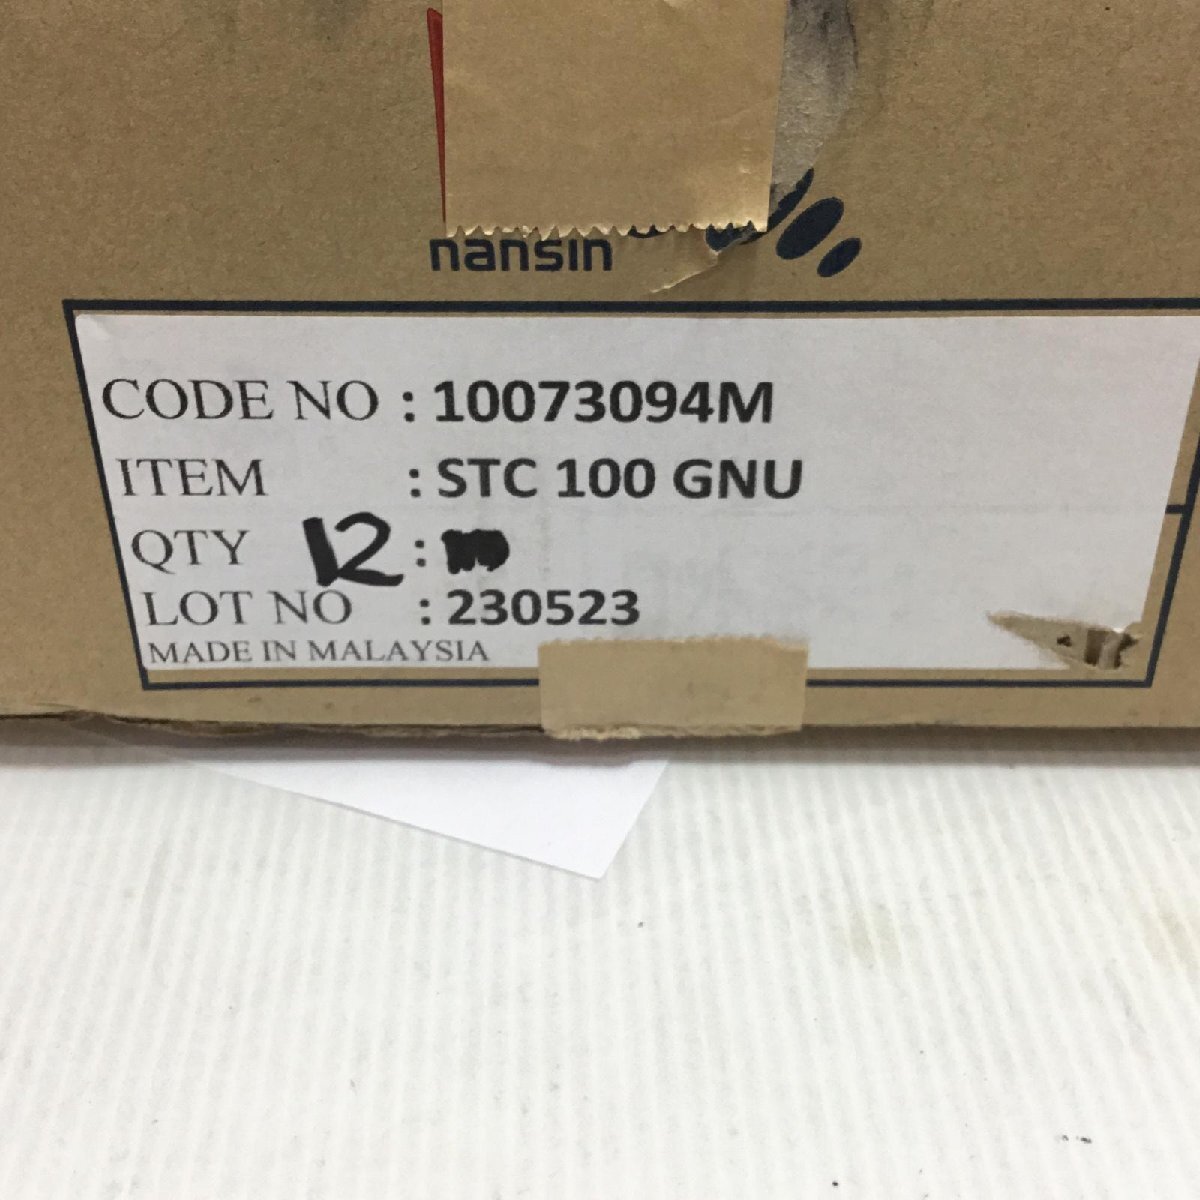 nansin
CODE NO : 10073094M
ITEM : STC 100 GNU
QTY 12 :
LOT NO : 230523
MADE IN MALAYSIA